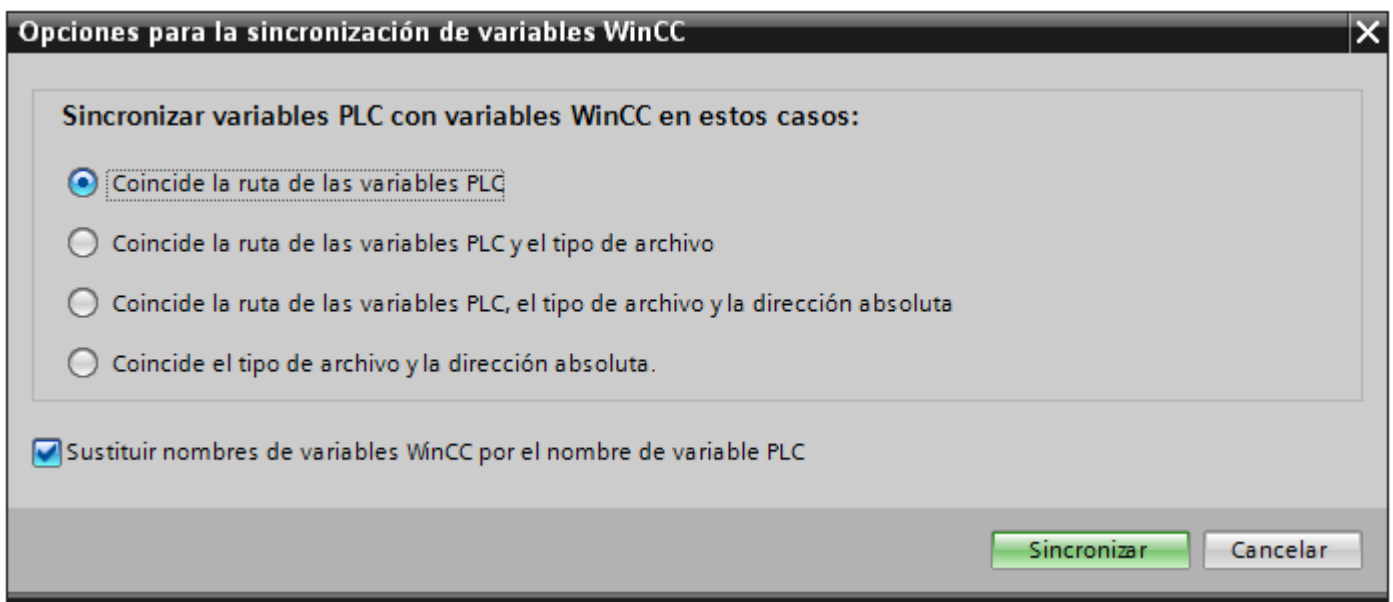 Opciones para la sincronización de variables WinCC
Sincronizar variables PLC con variables WinCC en estos casos:
Coincide la ruta de las variables PLC
Coincide la ruta de las variables PLC y el tipo de archivo
Coincide la ruta de las variables PLC, el tipo de archivo y la dirección absoluta
Coincide el tipo de archivo y la dirección absoluta.
Sustituir nombres de variables WinCC por el nombre de variable PLC
Sincronizar Cancelar